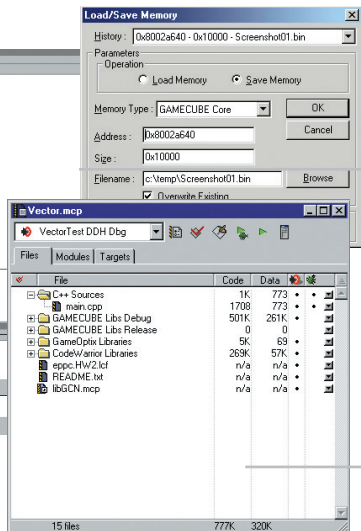 Load/Save Memory
History: 0x8002a640 - 0x10000 - Screenshot01.bin
Parameters
Operation
Load Memory Save Memory
Memory Type: GAMECUBE Core OK
Address: 0x8002a640 Cancel
Size: 0x10000
Filename: c:\temp\Screenshot01.bin Browse
Overwrite Existing
Vector.mcp
VectorTest DDH Dbg
Files Modules Targets
File Code Data
C++ Sources 1K 773 • •
main.cpp 1708 773 • •
GAMECUBE Libs Debug 501K 261K •
GAMECUBE Libs Release 0 0
GameOptix Libraries 5K 69 •
CodeWarrior Libraries 269K 57K •
eppc.HW2.lcf n/a n/a •
README.txt n/a n/a
libGCN.mcp n/a n/a •
15 files 777K 320K